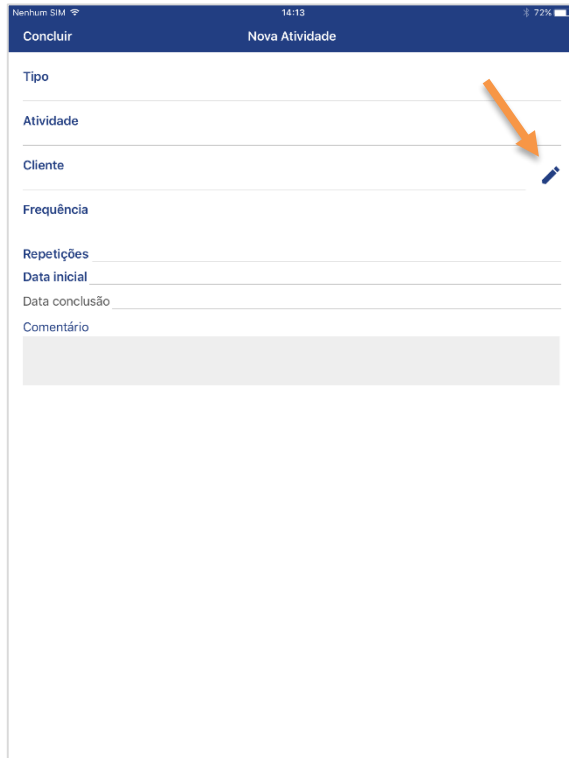 Nenhum SIM 14:13 72%
Concluir Nova Atividade
Tipo
Atividade
Cliente
Frequência
Repetições
Data inicial
Data conclusão
Comentário